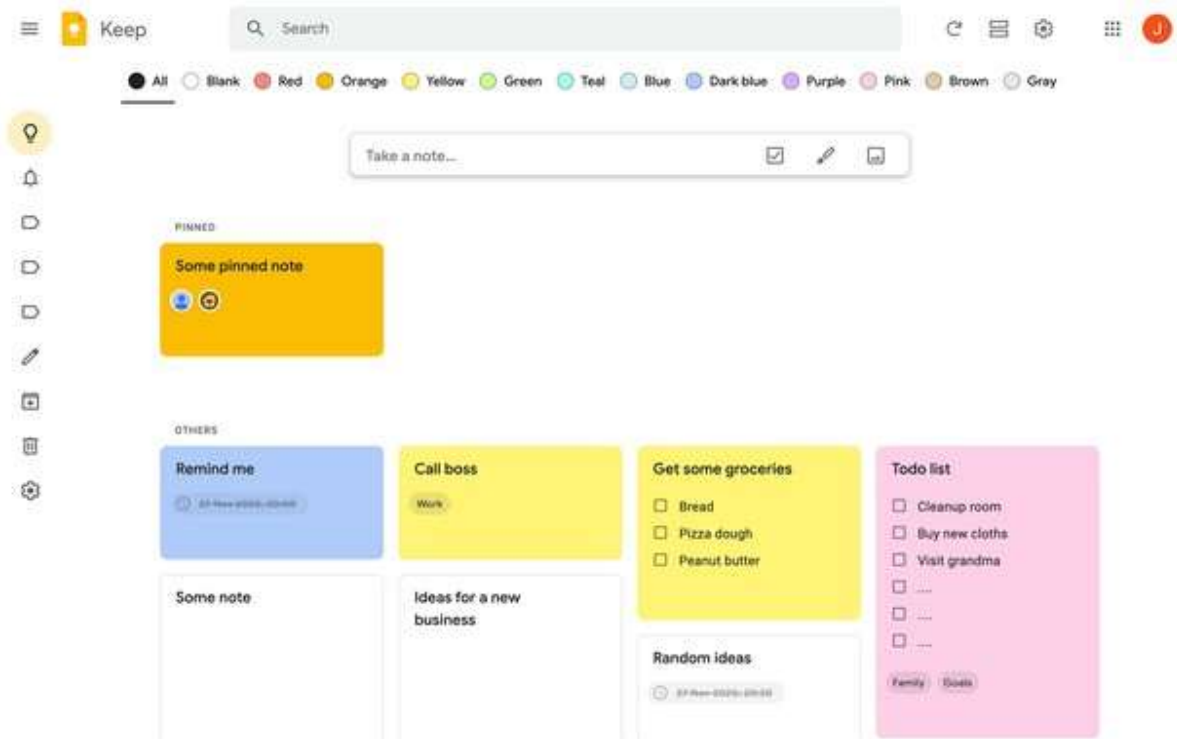 Keep
Search
J
All Blank Red Orange Yellow Green Teal Blue Dark blue Purple Pink Brown Gray
Take a note...
PINNED
Some pinned note
OTHERS
Remind me
Call boss
Work
Get some groceries
Bread
Pizza dough
Peanut butter
Todo list
Cleanup room
Buy new cloths
Visit grandma
....
....
....
Family Goals
Some note
Ideas for a new
business
Random ideas